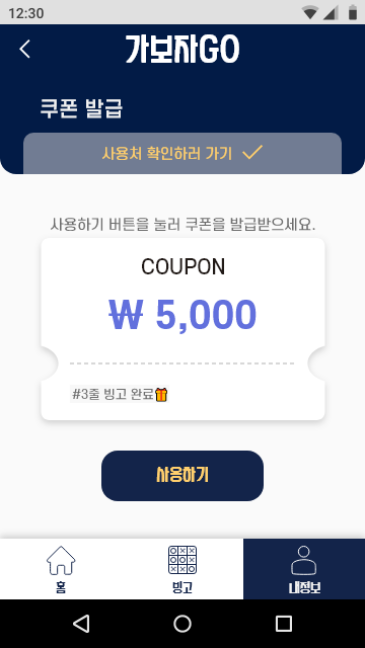 12:30
가보자GO
쿠폰 발급
사용처 확인하러 가기
사용하기 버튼을 눌러 쿠폰을 발급받으세요.
COUPON
₩ 5,000
#3줄 빙고 완료🎁
사용하기
홈 빙고 내정보